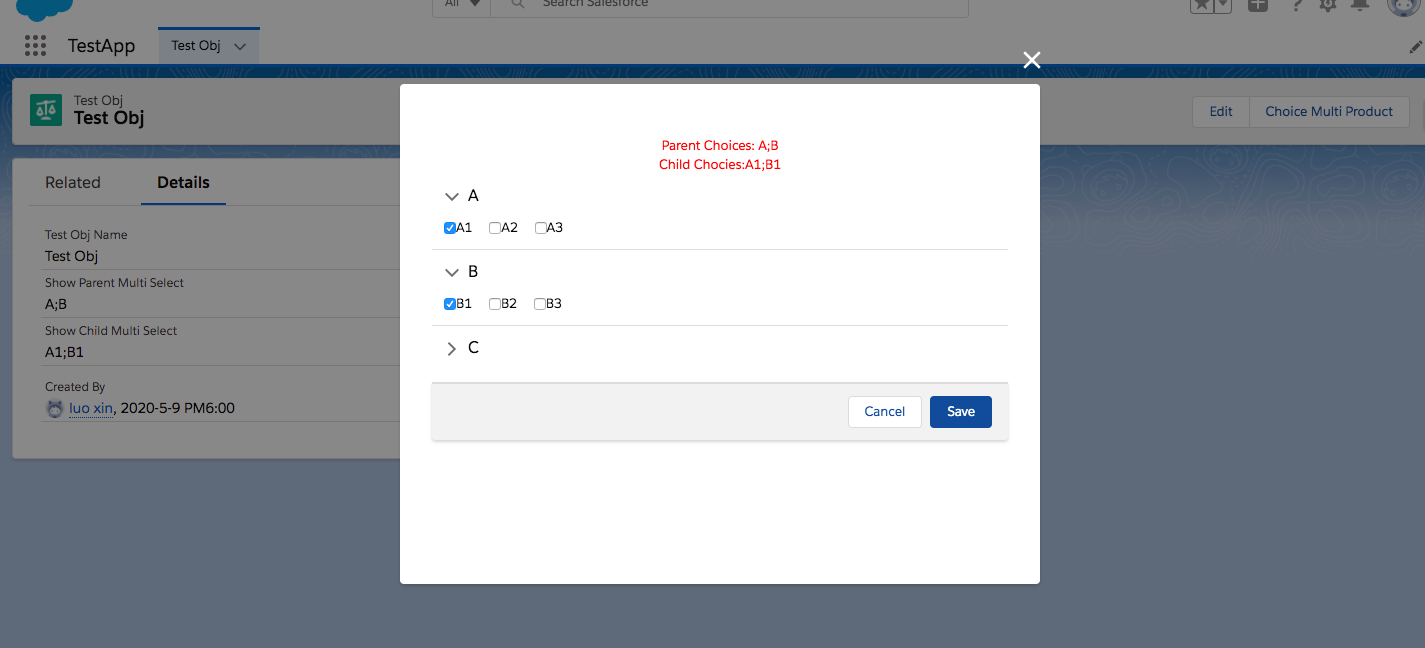 All Search Salesforce
TestApp Test Obj
Test Obj
Test Obj
Edit Choice Multi Product
Related Details
Test Obj Name
Test Obj
Show Parent Multi Select
A;B
Show Child Multi Select
A1;B1
Created By
luo xin, 2020-5-9 PM6:00
Parent Choices: A;B
Child Chocies:A1;B1
A
A1 A2 A3
B
B1 B2 B3
C
Cancel Save